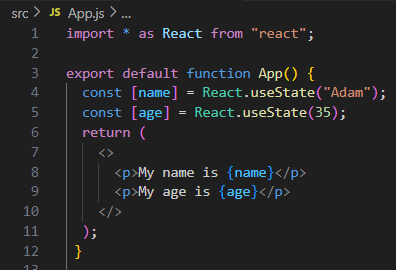 src > JS App.js > ...
1 import * as React from "react";
2
3 export default function App() {
4   const [name] = React.useState("Adam");
5   const [age] = React.useState(35);
6   return (
7     <>
8       <p>My name is {name}</p>
9       <p>My age is {age}</p>
10     </>
11   );
12 }
13